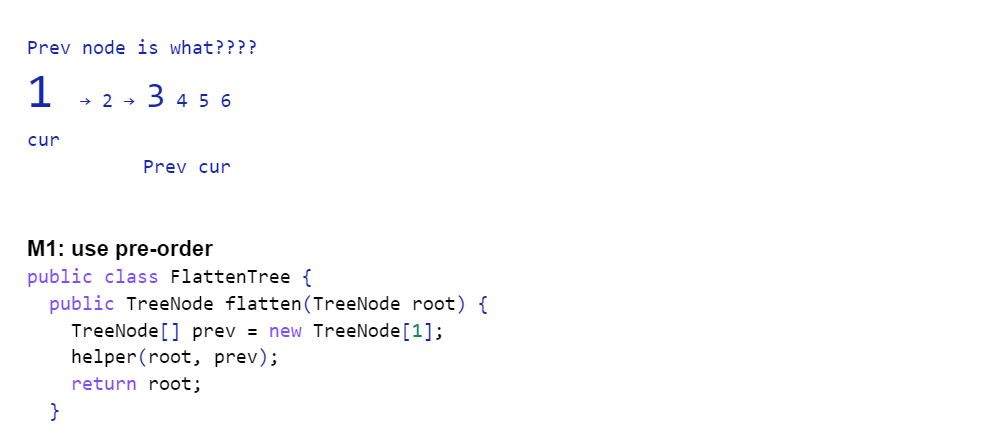 Prev node is what????
1 → 2 → 3 4 5 6
cur
Prev cur
M1: use pre-order
public class FlattenTree {
public TreeNode flatten(TreeNode root) {
TreeNode[] prev = new TreeNode[1];
helper(root, prev);
return root;
}